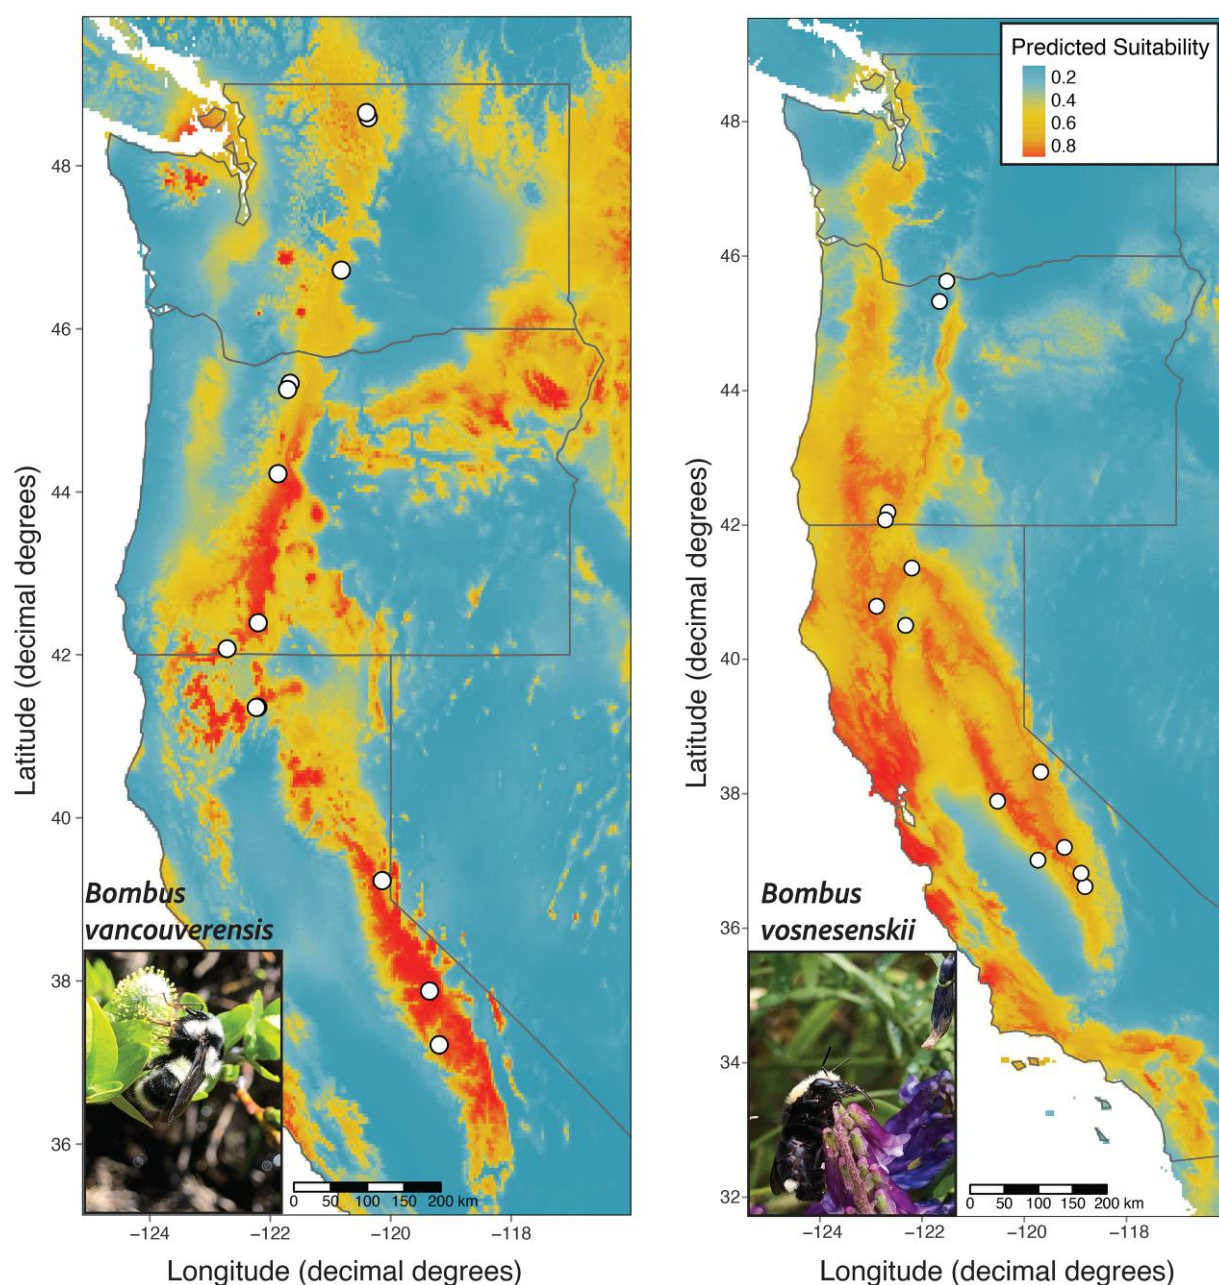 Predicted Suitability
0.2
0.4
0.6
0.8
Latitude (decimal degrees)
48
46
44
42
40
38
36
Bombus
vancouverensis
0 50 100 150 200 km
−124 −122 −120 −118
Longitude (decimal degrees)
Latitude (decimal degrees)
48
46
44
42
40
38
36
34
32
Bombus
vosnesenskii
0 50 100 150 200 km
−124 −122 −120 −118
Longitude (decimal degrees)